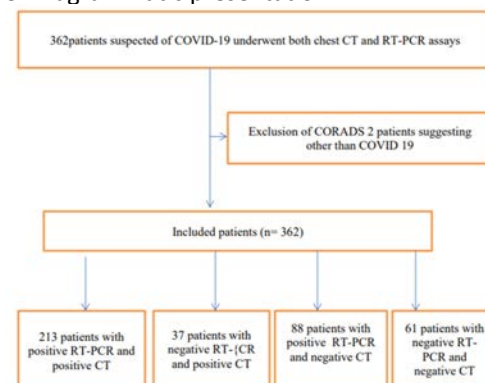 362patients suspected of COVID-19 underwent both chest CT and RT-PCR assays
Exclusion of CORADS 2 patients suggesting
other than COVID 19
Included patients (n= 362)
213 patients with
positive RT-PCR and
positive CT
37 patients with
negative RT-{CR
and positive CT
88 patients with
positive RT-PCR
and negative CT
61 patients with
negative RT-
PCR and
negative CT